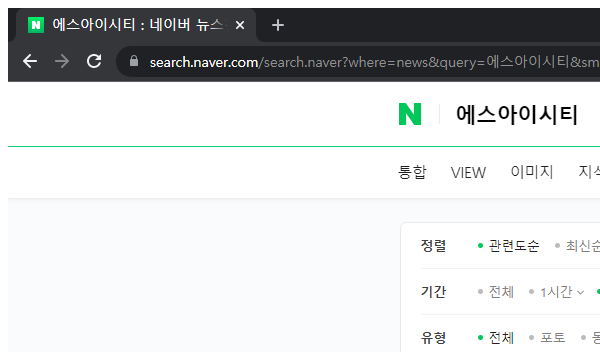 에스아이시티 : 네이버 뉴스
search.naver.com/search.naver?where=news&query=에스아이시티&sm
N 에스아이시티
통합 VIEW 이미지 지식
정렬 관련도순 최신순
기간 전체 1시간
유형 전체 포토 동